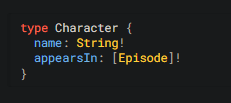 type Character {
  name: String!
  appearsIn: [Episode]!
}